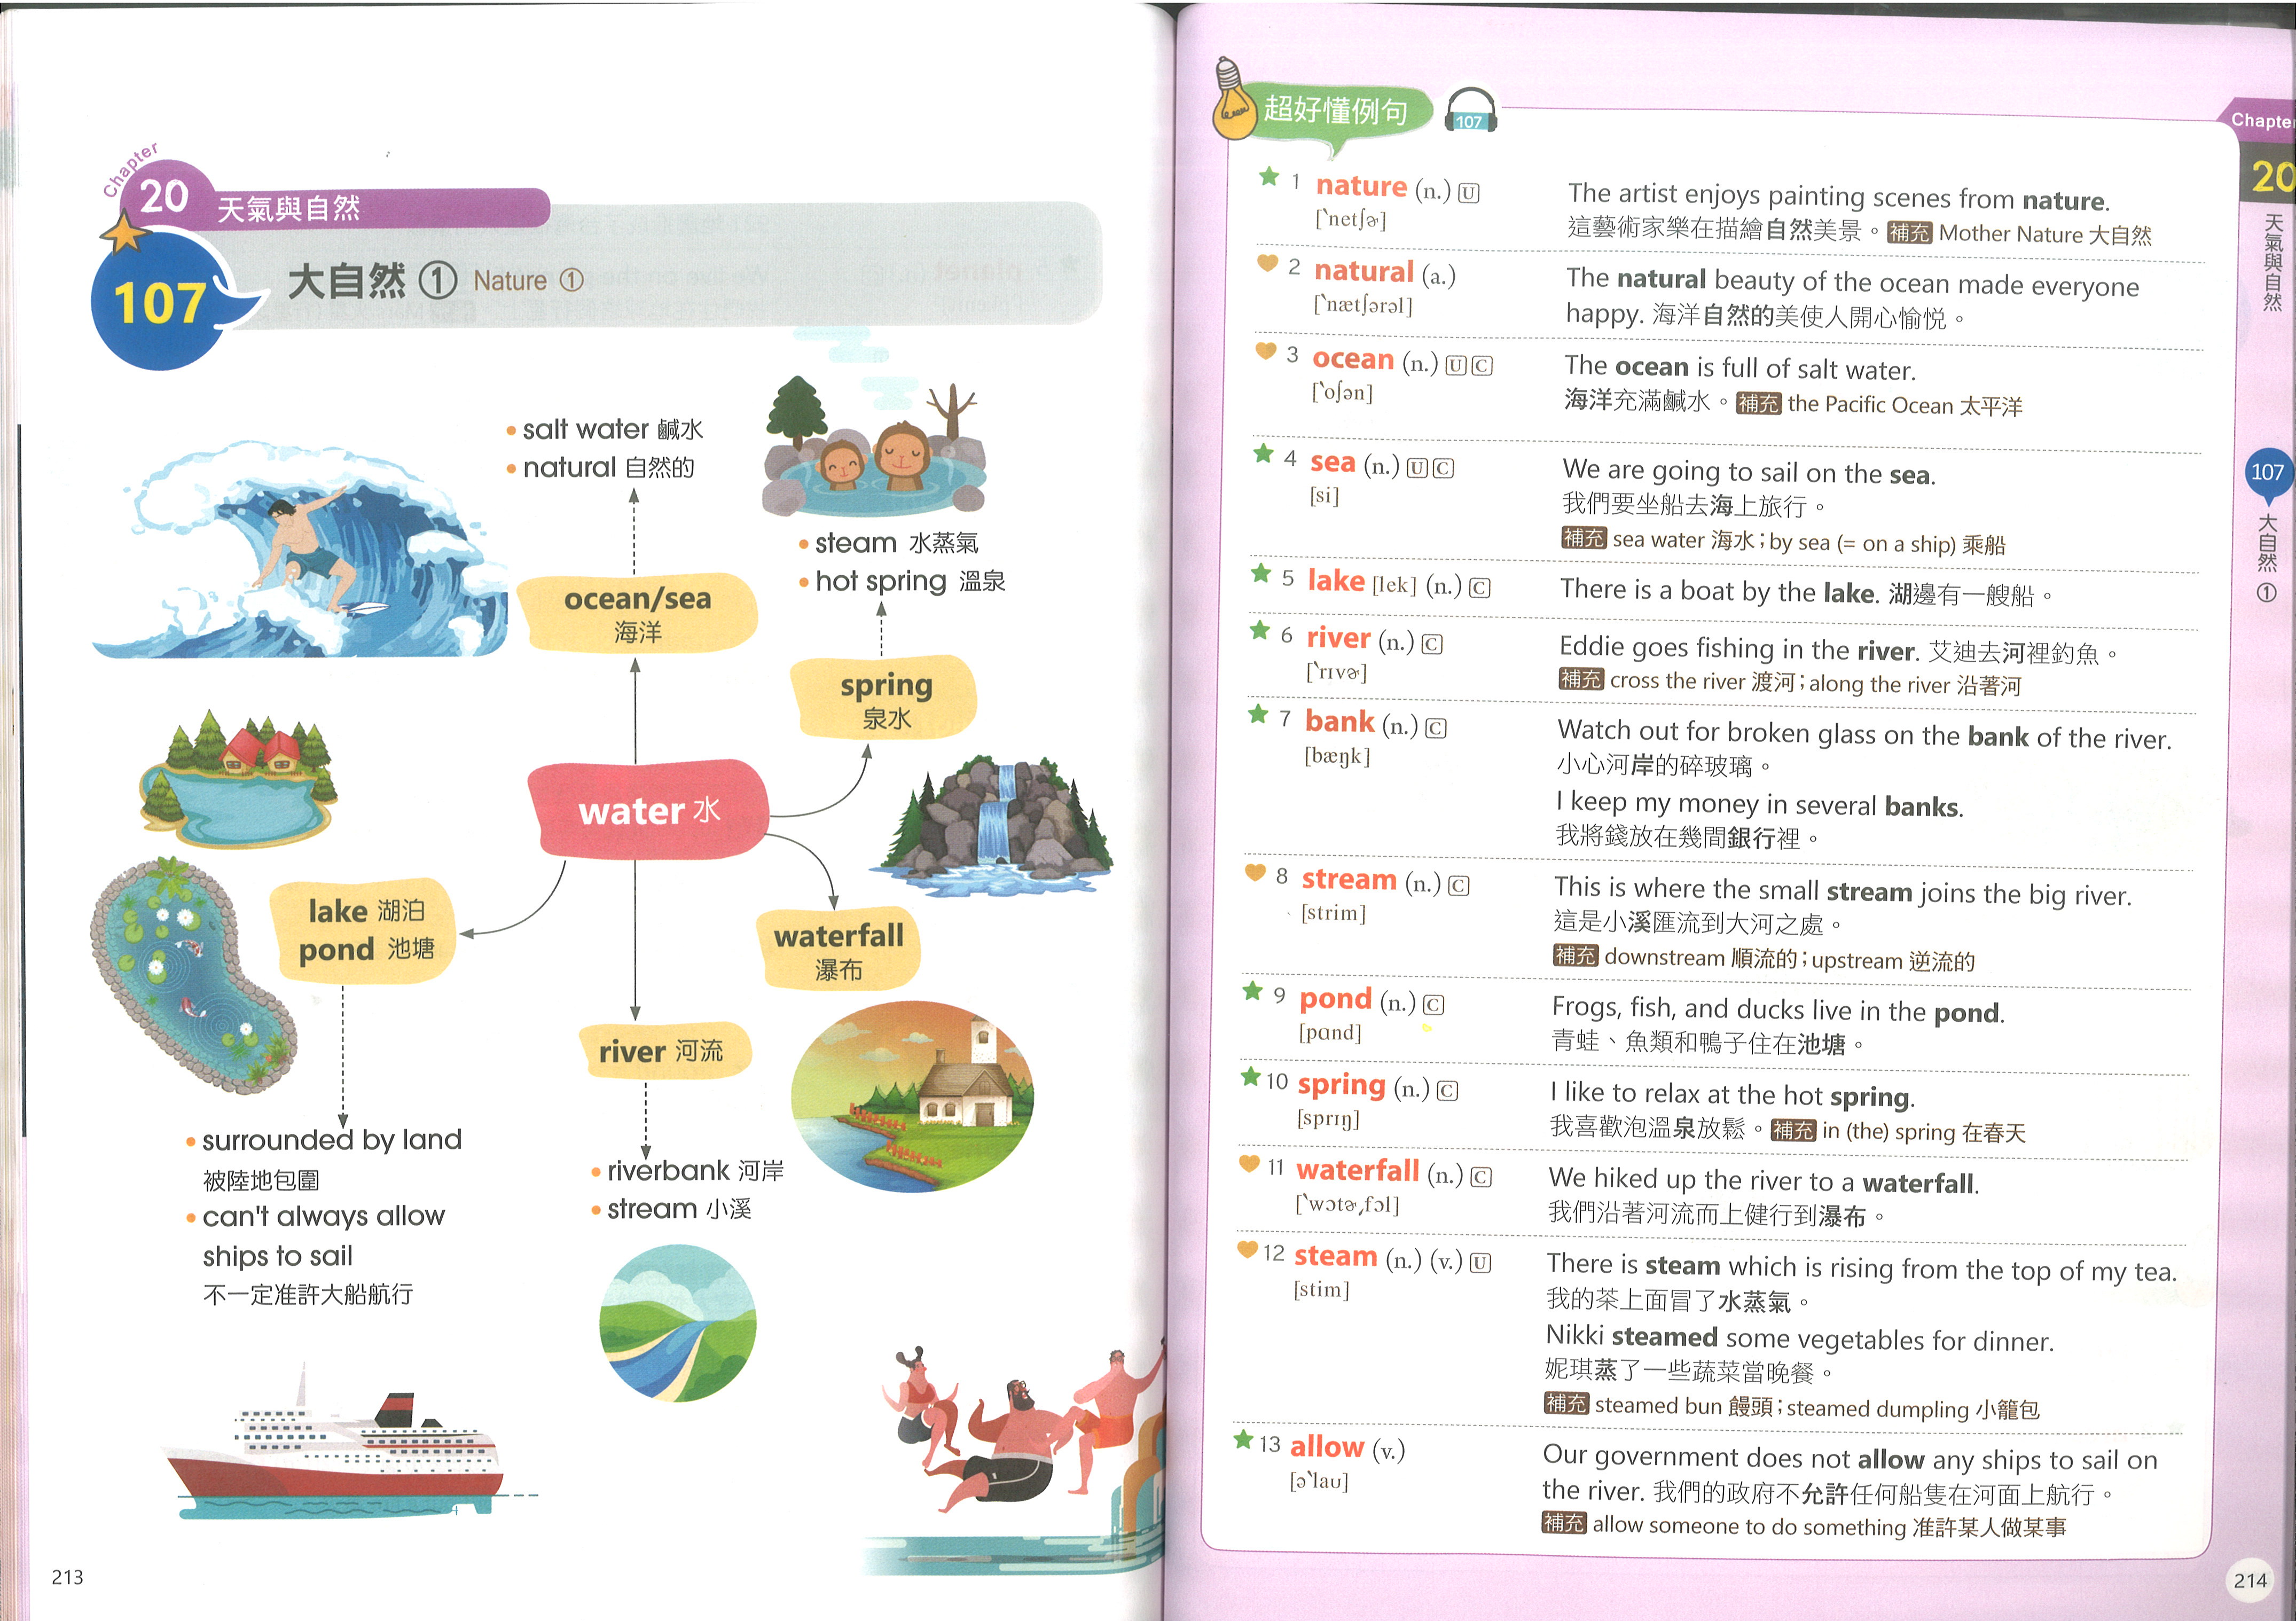 Chapter
20 天氣與自然
107 大自然 ① Nature ①
• salt water 鹹水
• natural 自然的
• steam 水蒸氣
• hot spring 溫泉
ocean/sea
海洋
spring
泉水
water 水
lake 湖泊
pond 池塘
waterfall
瀑布
river 河流
• surrounded by land
被陸地包圍
• can't always allow
ships to sail
不一定准許大船航行
• riverbank 河岸
• stream 小溪
213
超好懂例句 107
1 nature (n.) U
[ˋnetʃɚ]
The artist enjoys painting scenes from nature.
這藝術家樂在描繪自然美景。補充 Mother Nature 大自然
2 natural (a.)
[ˋnætʃərəl]
The natural beauty of the ocean made everyone
happy. 海洋自然的美使人開心愉悅。
3 ocean (n.) U C
[ˋoʃən]
The ocean is full of salt water.
海洋充滿鹹水。補充 the Pacific Ocean 太平洋
4 sea (n.) U C
[si]
We are going to sail on the sea.
我們要坐船去海上旅行。
補充 sea water 海水；by sea (= on a ship) 乘船
5 lake [lek] (n.) C
There is a boat by the lake. 湖邊有一艘船。
6 river (n.) C
[ˋrɪvɚ]
Eddie goes fishing in the river. 艾迪去河裡釣魚。
補充 cross the river 渡河；along the river 沿著河
7 bank (n.) C
[bæŋk]
Watch out for broken glass on the bank of the river.
小心河岸的碎玻璃。
I keep my money in several banks.
我將錢放在幾間銀行裡。
8 stream (n.) C
[strim]
This is where the small stream joins the big river.
這是小溪匯流到大河之處。
補充 downstream 順流的；upstream 逆流的
9 pond (n.) C
[pɑnd]
Frogs, fish, and ducks live in the pond.
青蛙、魚類和鴨子住在池塘。
10 spring (n.) C
[sprɪŋ]
I like to relax at the hot spring.
我喜歡泡溫泉放鬆。補充 in (the) spring 在春天
11 waterfall (n.) C
[ˋwɔtɚˏfɔl]
We hiked up the river to a waterfall.
我們沿著河流而上健行到瀑布。
12 steam (n.) (v.) U
[stim]
There is steam which is rising from the top of my tea.
我的茶上面冒了水蒸氣。
Nikki steamed some vegetables for dinner.
妮琪蒸了一些蔬菜當晚餐。
補充 steamed bun 饅頭；steamed dumpling 小籠包
13 allow (v.)
[əˋlaʊ]
Our government does not allow any ships to sail on
the river. 我們的政府不允許任何船隻在河面上航行。
補充 allow someone to do something 准許某人做某事
Chapter
20
天氣與自然
107
大自然 ①
214